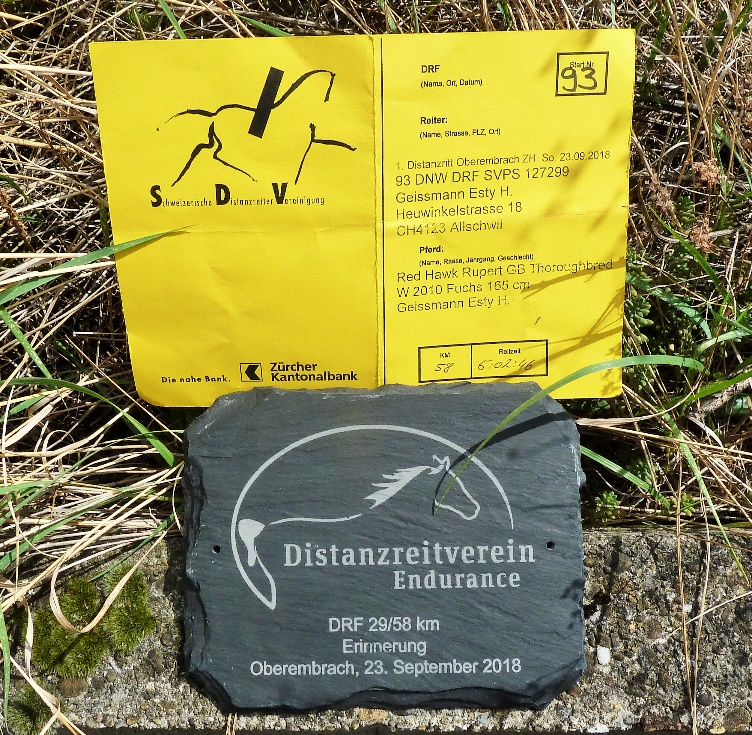 Schweizerische Distanzreiter Vereinigung
Die nahe Bank.
Zürcher
Kantonalbank
DRF
(Name, Ort, Datum)
Start Nr.
93
Reiter:
(Name, Strasse, PLZ, Ort)
1. Distanzritt Oberembrach ZH So. 23.09.2018
93 DNW DRF SVPS 127299
Geissmann Esty H.
Heuwinkelstrasse 18
CH4123 Allschwil
Pferd:
(Name, Rasse, Jahrgang, Geschlecht)
Red Hawk Rupert GB Thoroughbred
W 2010 Fuchs 165 cm
Geissmann Esty H.
KM
58
Reitzeit
5:02:46
Distanzreitverein
Endurance
DRF 29/58 km
Erinnerung
Oberembrach, 23. September 2018